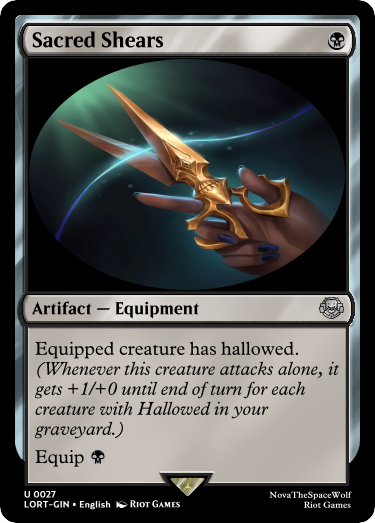 Sacred Shears
Artifact — Equipment
Equipped creature has hallowed.
(Whenever this creature attacks alone, it
gets +1/+0 until end of turn for each
creature with Hallowed in your
graveyard.)
Equip
U 0027
LORT-GIN • English RIOT GAMES
NovaTheSpaceWolf
Riot Games